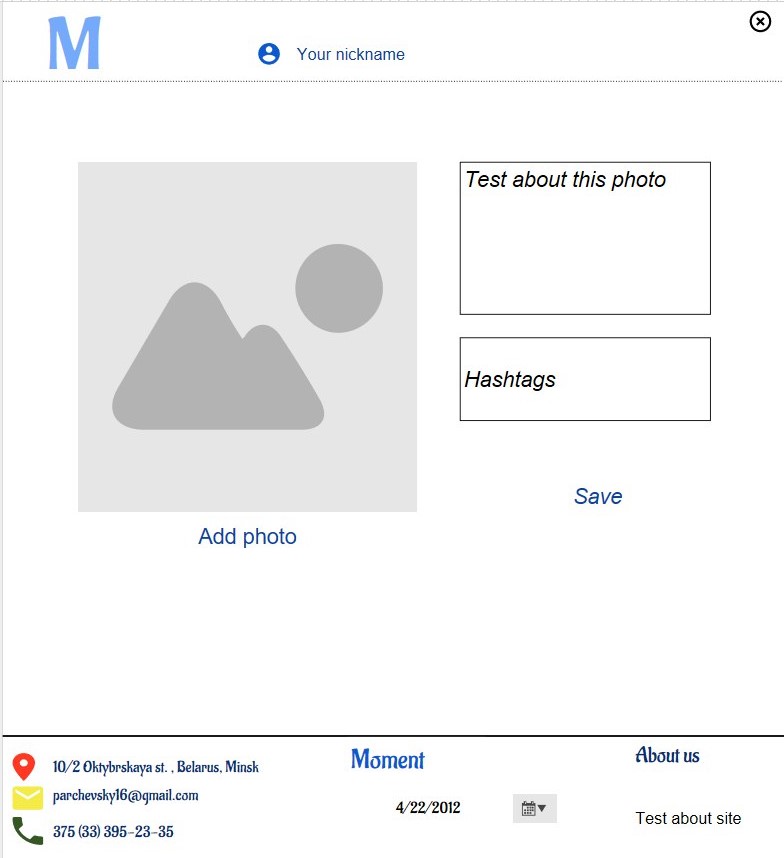 M
Your nickname
Test about this photo
Hashtags
Save
Add photo
10/2 Oktybrskaya st. , Belarus, Minsk
parchevsky16@qmail.com
375 (33) 395-23-35
Moment
4/22/2012
About us
Test about site